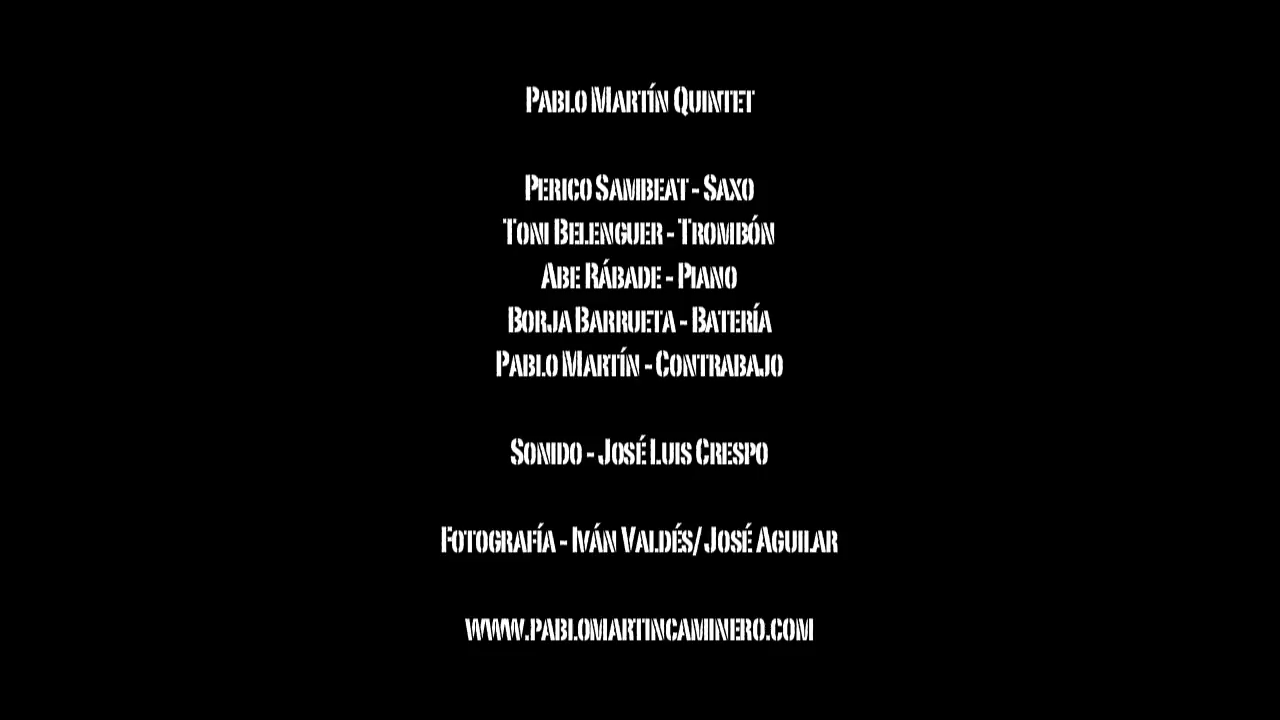 Pablo Martín Quintet
Perico Sambeat - Saxo
Toni Belenguer - Trombón
Abe Rábade - Piano
Borja Barrueta - Batería
Pablo Martín - Contrabajo
Sonido - José Luis Crespo
Fotografía - Iván Valdés/ José Aguilar
www.pablomartincaminero.com